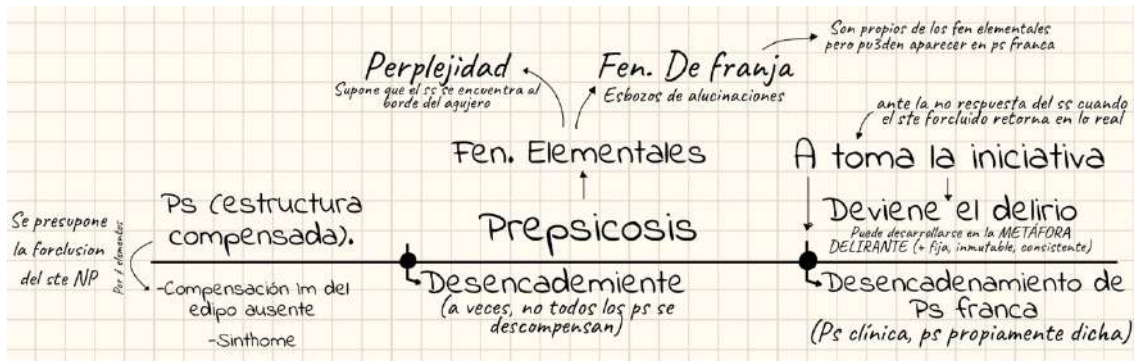 Son propios de los fen elementales
pero pu3den aparecer en ps franca
Perplejidad
Supone que el ss se encuentra al
borde del agujero
Fen. De franja
Esbozos de alucinaciones
ante la no respuesta del ss cuando
el ste forcluido retorna en lo real
Fen. Elementales
A toma la iniciativa
Se presupone
la forclusion
del ste NP
Por // elementos
Ps (estructura
compensada).
Prepsicosis
Deviene el delirio
Puede desarrollarse en la METÁFORA
DELIRANTE (+ fija, inmutable, consistente)
-Compensación im del
edipo ausente
-Sinthome
Desencademiente
(a veces, no todos los ps se
descompensan)
Desencadenamiento de
Ps franca
(Ps clínica, ps propiamente dicha)